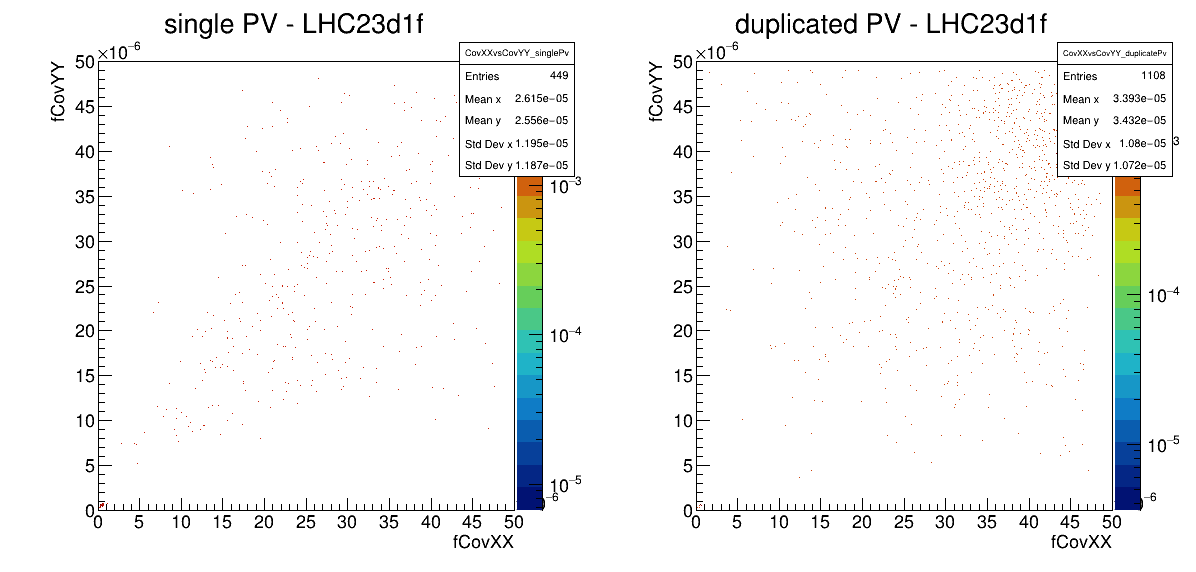 single PV - LHC23d1f
×10⁻⁶
fCovYY
50
45
40
35
30
25
20
15
10
5
0
0 5 10 15 20 25 30 35 40 45 50
fCovXX
CovXXvsCovYY_singlePv
Entries 449
Mean x 2.615e−05
Mean y 2.556e−05
Std Dev x 1.195e−05
Std Dev y 1.187e−05
10⁻³
10⁻⁴
10⁻⁵
duplicated PV - LHC23d1f
×10⁻⁶
fCovYY
50
45
40
35
30
25
20
15
10
5
0
0 5 10 15 20 25 30 35 40 45 50
fCovXX
CovXXvsCovYY_duplicatePv
Entries 1108
Mean x 3.393e−05
Mean y 3.432e−05
Std Dev x 1.08e−05
Std Dev y 1.072e−05
10⁻⁴
10⁻⁵